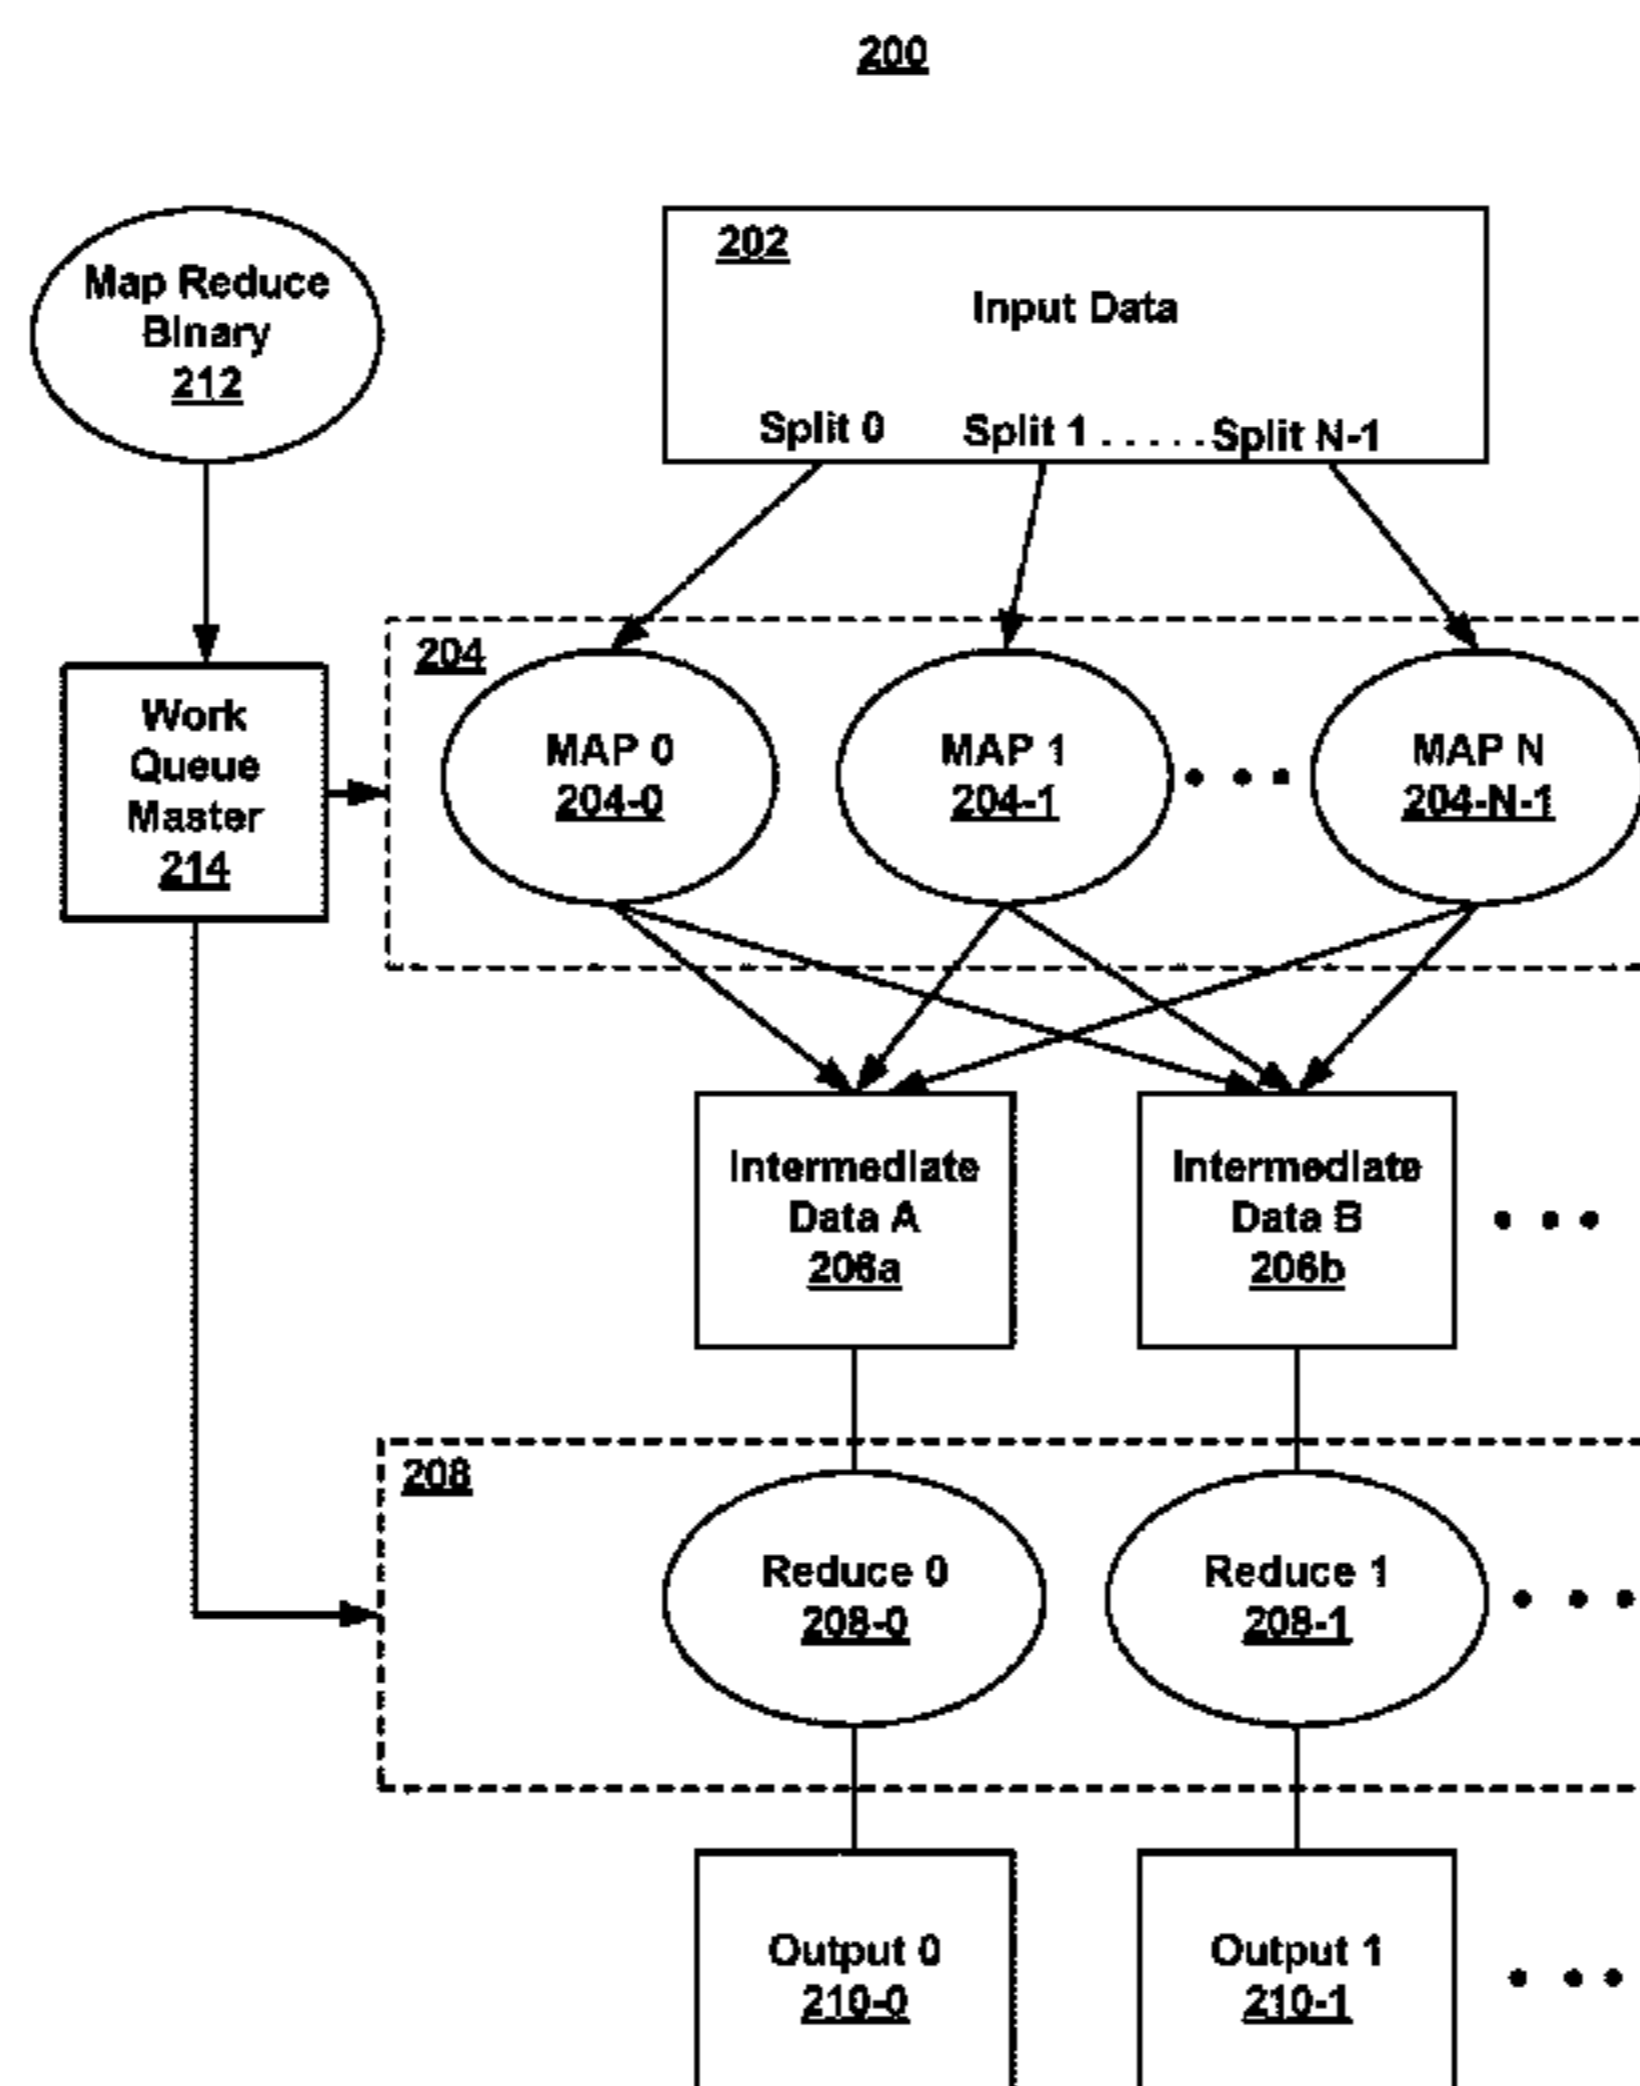 200
202
Input Data
Split 0 Split 1 . . . . . Split N-1
Map Reduce
Binary
212
Work
Queue
Master
214
204
MAP 0
204-0
MAP 1
204-1
MAP N
204-N-1
Intermediate
Data A
206a
Intermediate
Data B
206b
208
Reduce 0
208-0
Reduce 1
208-1
Output 0
210-0
Output 1
210-1